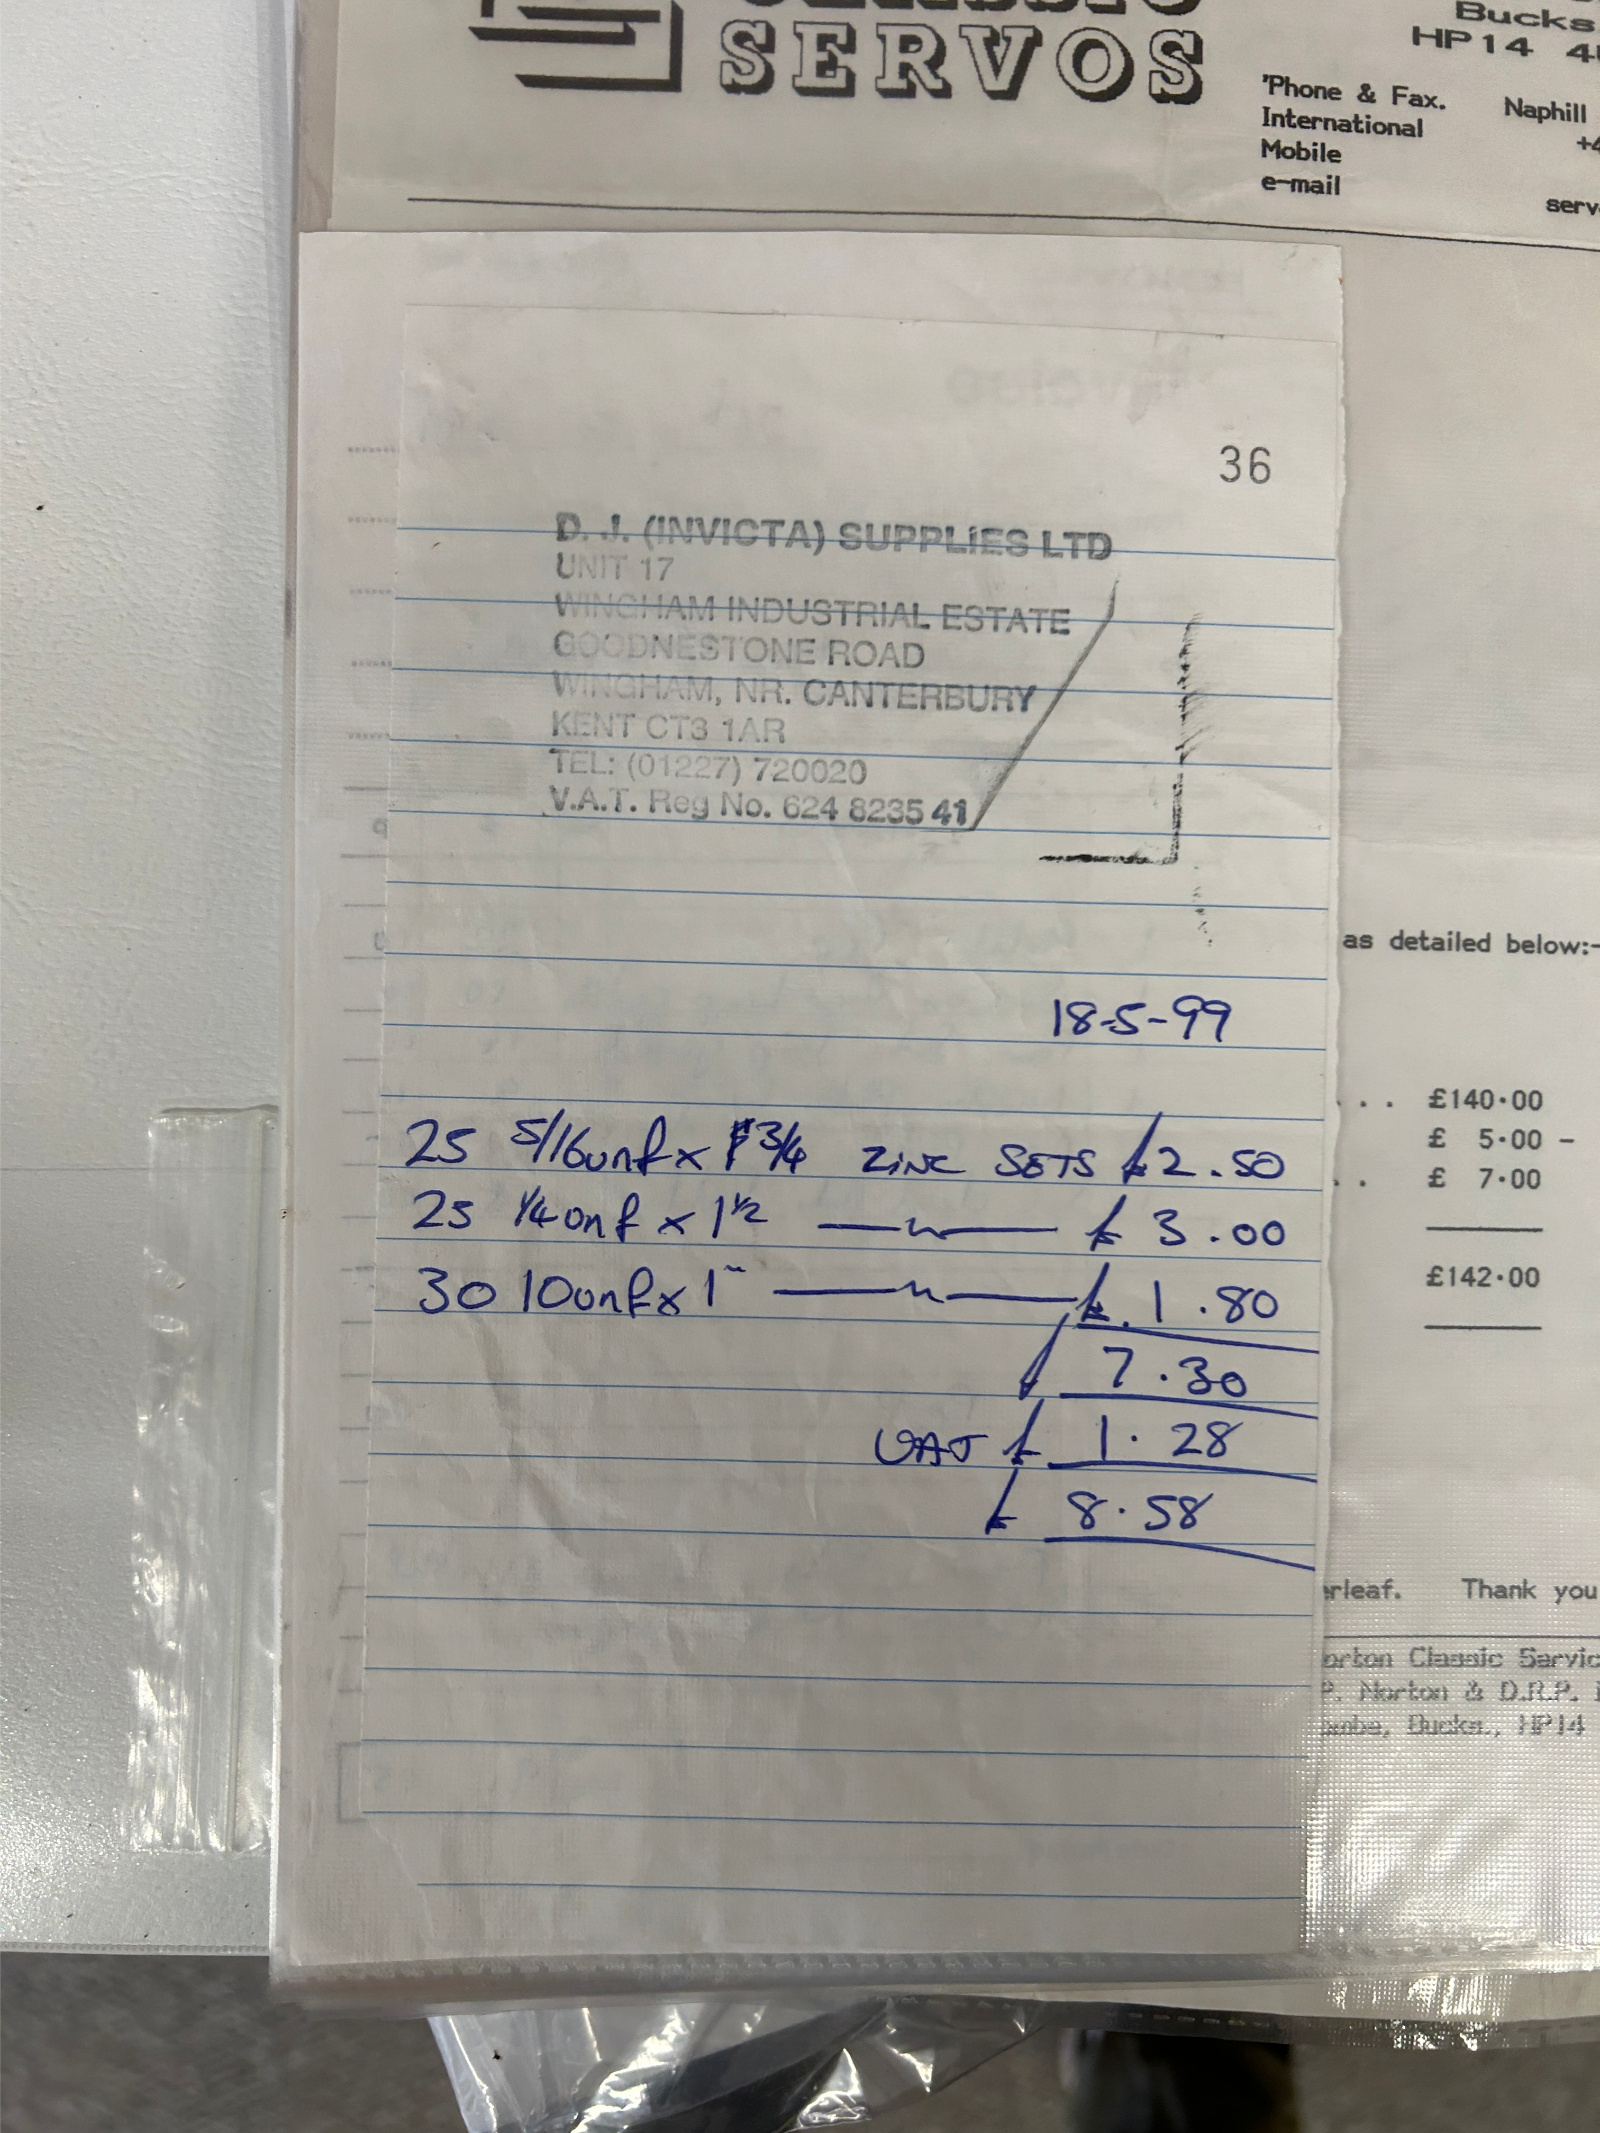 SERVOS
Bucks
HP14
'Phone & Fax. Naphill
International
Mobile
e-mail
36
D. J. (INVICTA) SUPPLIES LTD
UNIT 17
WINGHAM INDUSTRIAL ESTATE
GOODNESTONE ROAD
WINGHAM, NR. CANTERBURY
KENT CT3 1AR
TEL: (01227) 720020
V.A.T. Reg No. 624 8235 41
18-5-99
25 5/16unf x 3/4 ZINC SETS £2.50
25 1/4unf x 1 1/2 —— " —— £ 3.00
30 10unf x 1" —— " —— £ 1.80
7.30
VAT £ 1.28
£ 8.58
as detailed below:-
... £140.00
£ 5.00 -
.. £ 7.00
£142.00
Thank you
Classic
Norton & D.R.P.
Bucks., HP14